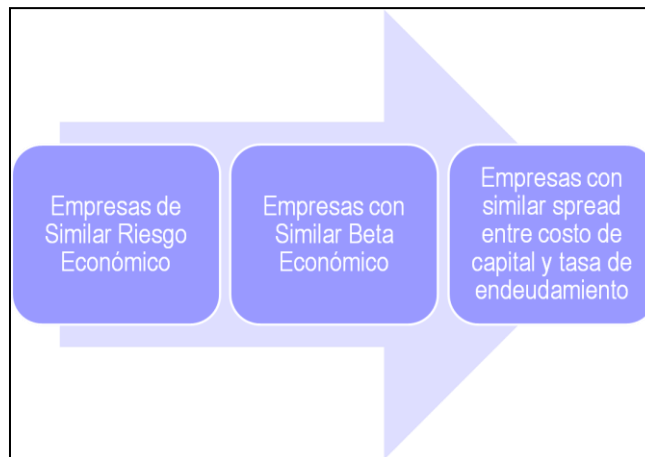 Empresas de
Similar Riesgo
Económico
Empresas con
Similar Beta
Económico
Empresas con
similar spread
entre costo de
capital y tasa de
endeudamiento